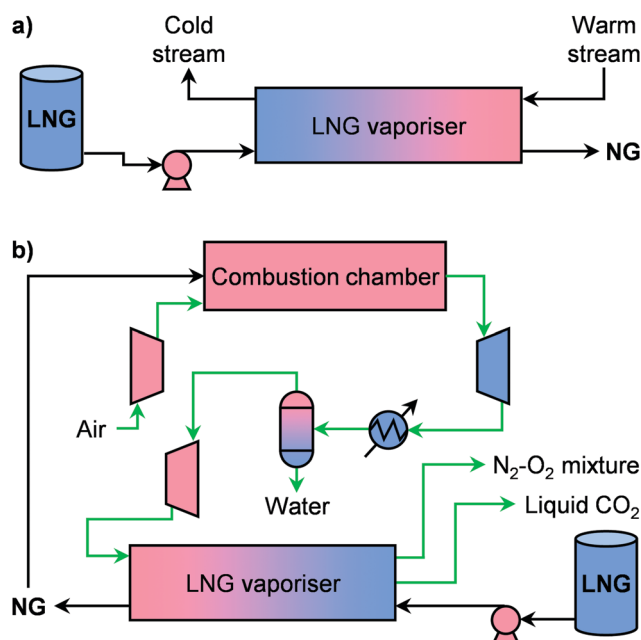 a)
Cold
stream
Warm
stream
LNG
LNG vaporiser
NG
b)
Combustion chamber
Air
Water
N₂-O₂ mixture
Liquid CO₂
LNG vaporiser
LNG
NG